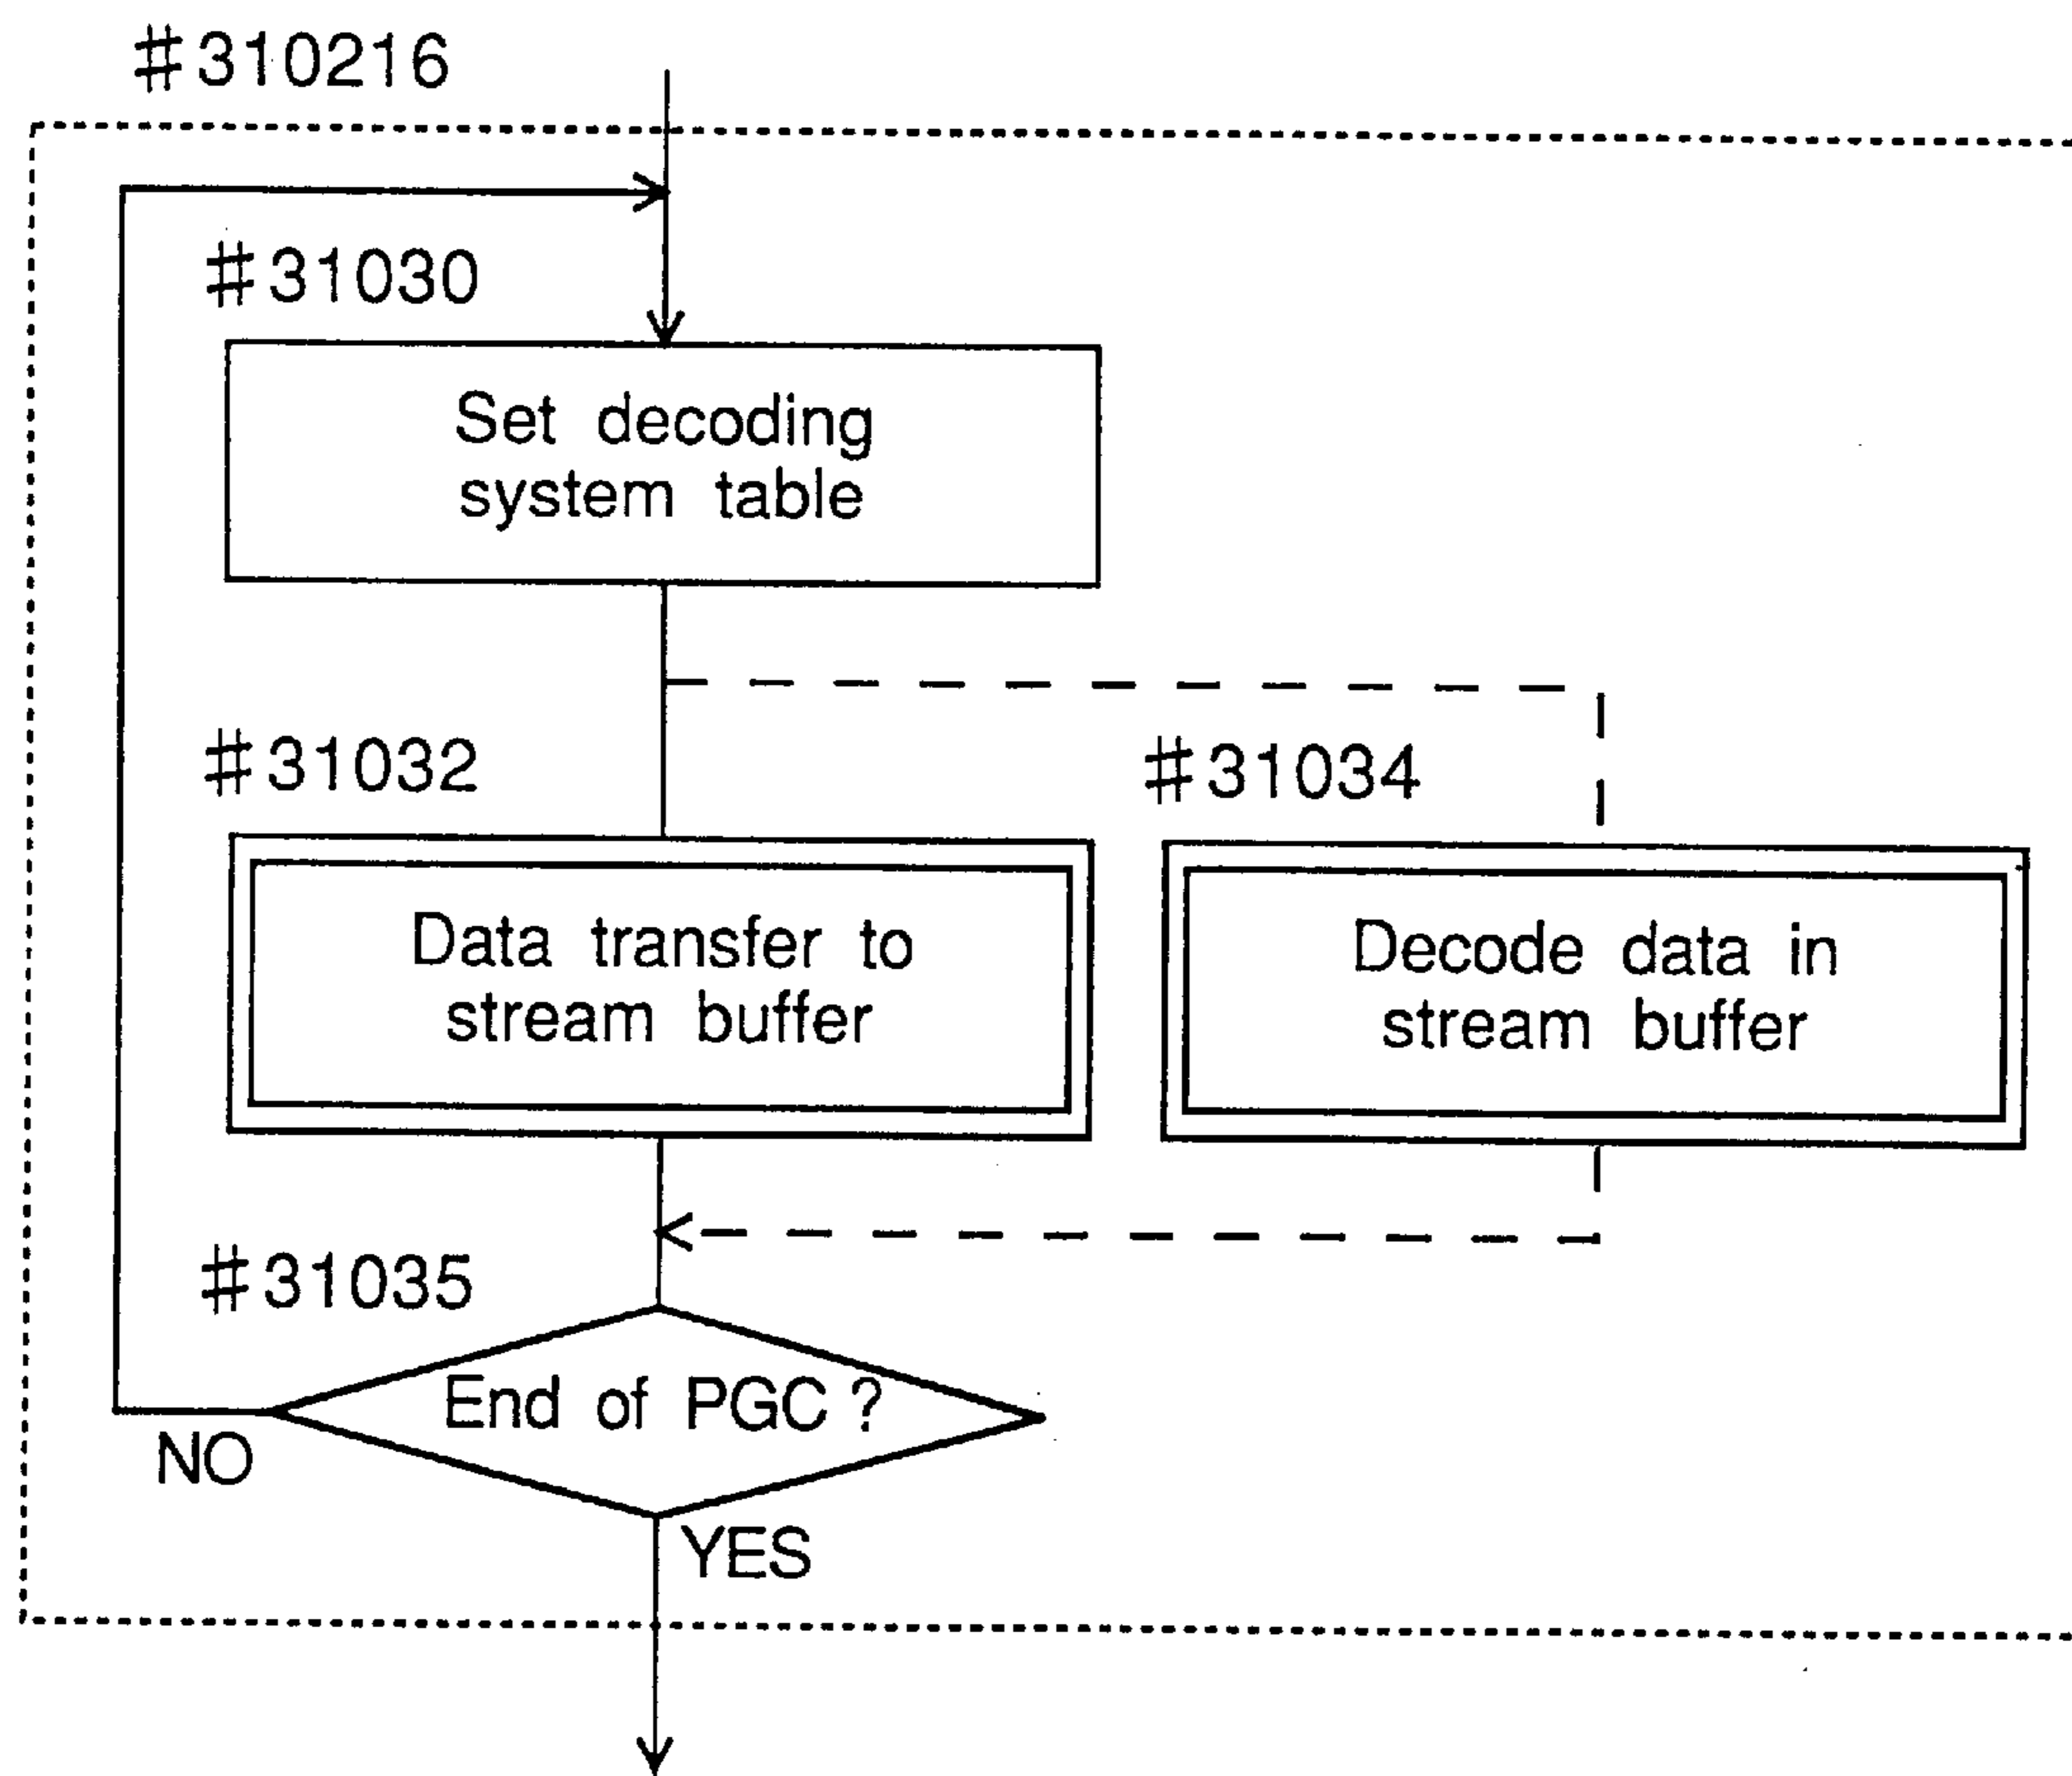 #310216
#31030
Set decoding
system table
#31032
#31034
Data transfer to
stream buffer
Decode data in
stream buffer
#31035
End of PGC ?
NO
YES